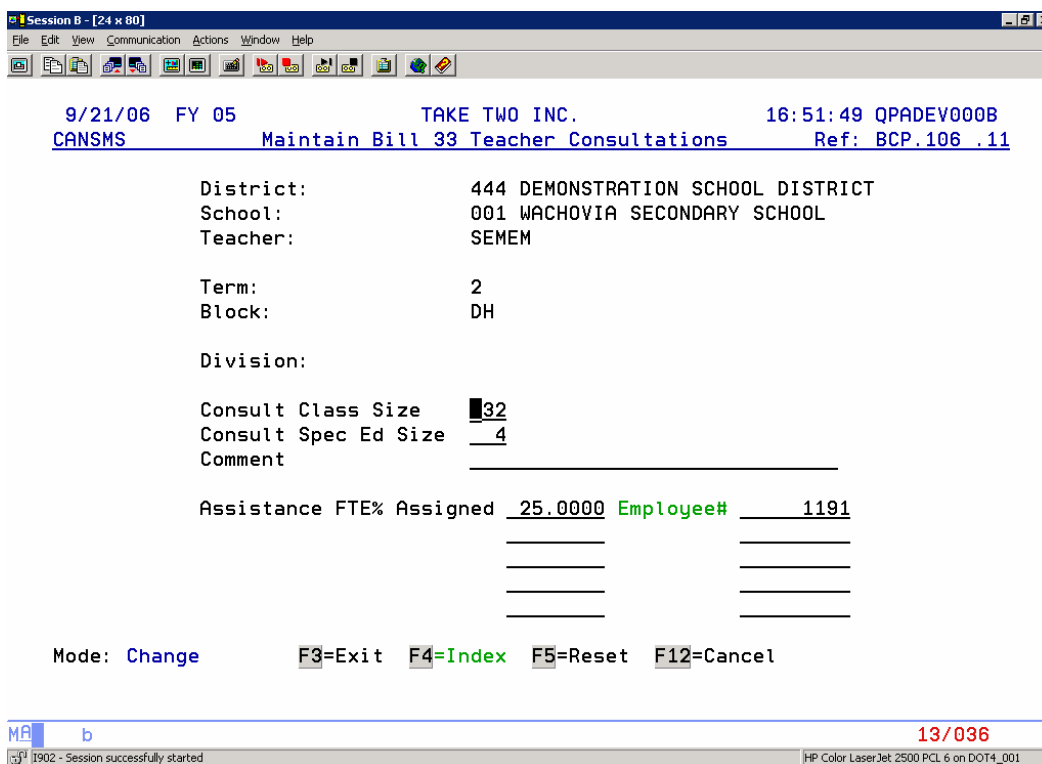 Session B - [24 x 80]
File Edit View Communication Actions Window Help
9/21/06 FY 05 TAKE TWO INC. 16:51:49 QPADEV000B
CANSMS Maintain Bill 33 Teacher Consultations Ref: BCP.106 .11
District: 444 DEMONSTRATION SCHOOL DISTRICT
School: 001 WACHOVIA SECONDARY SCHOOL
Teacher: SEMEM
Term: 2
Block: DH
Division:
Consult Class Size 32
Consult Spec Ed Size 4
Comment
Assistance FTE% Assigned 25.0000 Employee# 1191
Mode: Change F3=Exit F4=Index F5=Reset F12=Cancel
MA b 13/036
I902 - Session successfully started HP Color LaserJet 2500 PCL 6 on DOT4_001